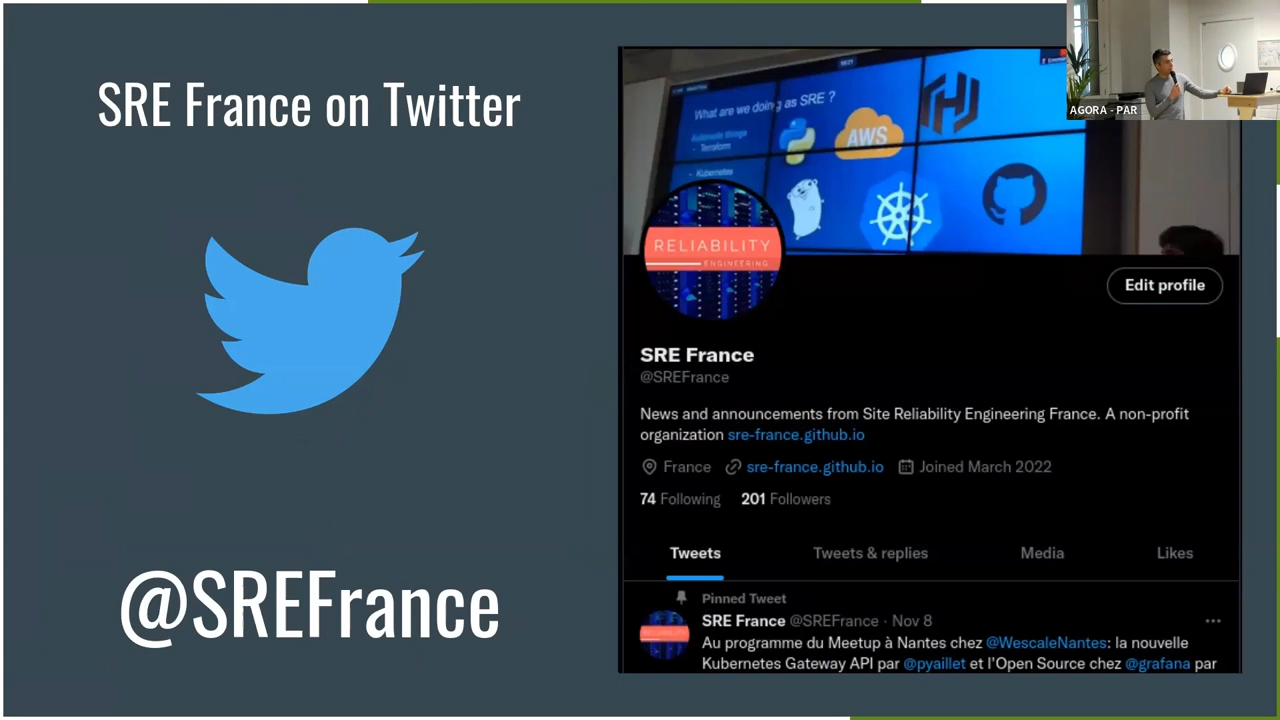 SRE France on Twitter
@SREFrance
What are we doing as SRE ?
Automate things
- Terraform
- Kubernetes
AWS
AGORA - PAR
RELIABILITY
ENGINEERING
Edit profile
SRE France
@SREFrance
News and announcements from Site Reliability Engineering France. A non-profit
organization sre-france.github.io
France sre-france.github.io Joined March 2022
74 Following 201 Followers
Tweets Tweets & replies Media Likes
Pinned Tweet
SRE France @SREFrance · Nov 8 ···
Au programme du Meetup à Nantes chez @WescaleNantes: la nouvelle
Kubernetes Gateway API par @pyaillet et l'Open Source chez @grafana par